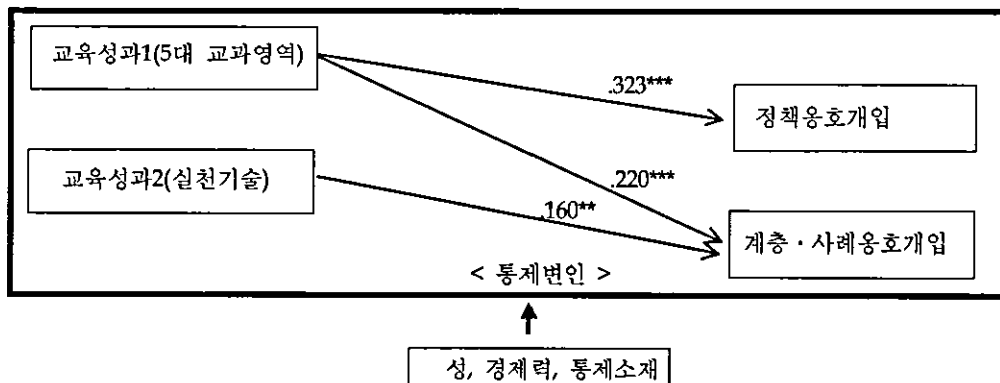 교육성과1(5대 교과영역)
.323***
정책옹호개입
교육성과2(실천기술)
.220***
.160**
계층·사례옹호개입
< 통제변인 >
성, 경제력, 통제소재